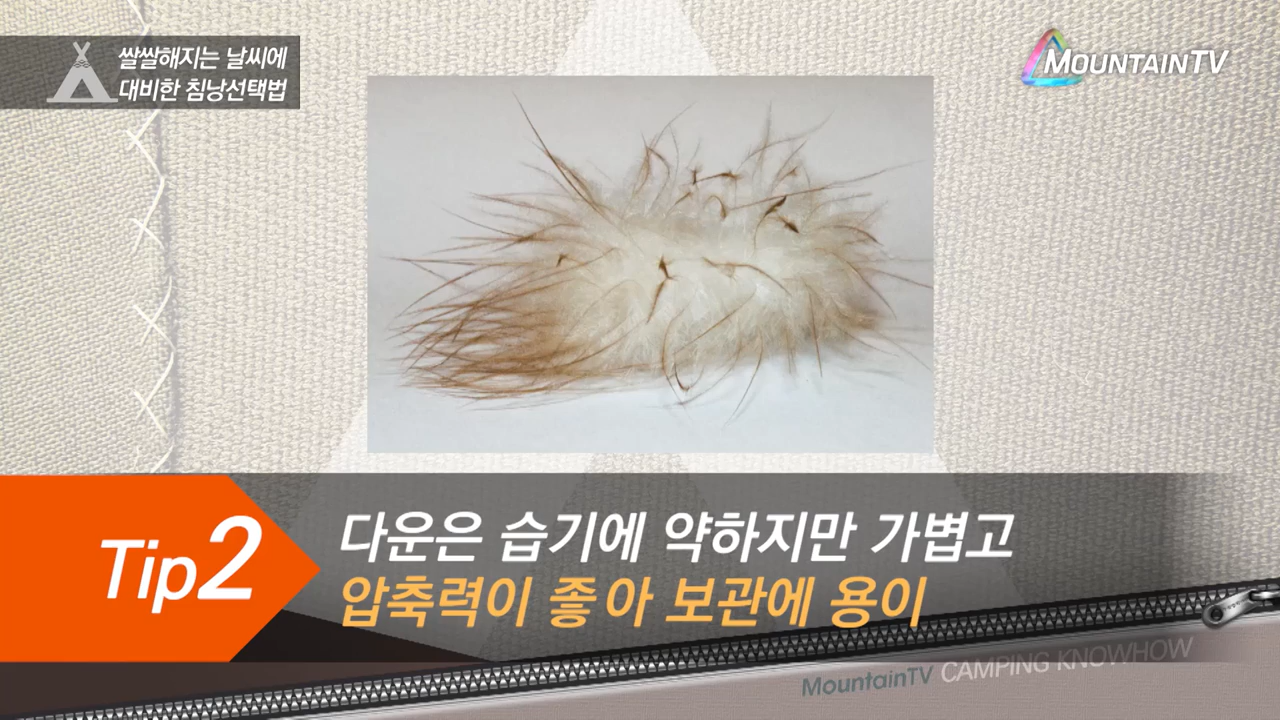 쌀쌀해지는 날씨에
대비한 침낭선택법
MOUNTAINTV
Tip2
다운은 습기에 약하지만 가볍고
압축력이 좋아 보관에 용이
MountainTV CAMPING KNOWHOW